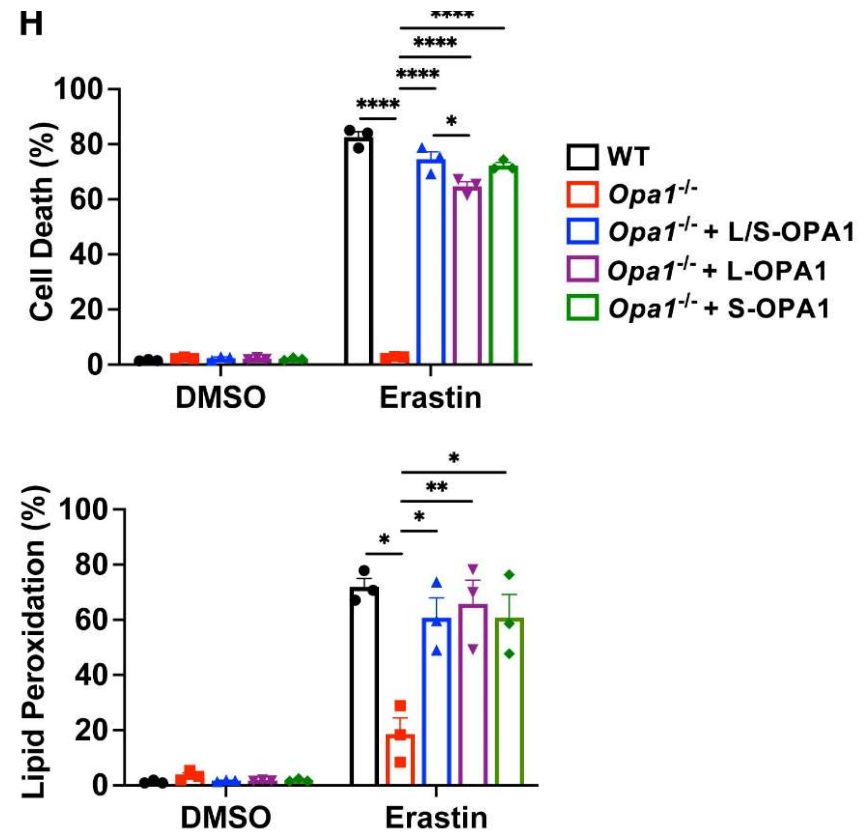 H
****
****
****
****
*
Cell Death (%)
100
80
60
40
20
0
DMSO
Erastin
WT
Opa1-/-
Opa1-/- + L/S-OPA1
Opa1-/- + L-OPA1
Opa1-/- + S-OPA1
*
**
*
*
Lipid Peroxidation (%)
100
80
60
40
20
0
DMSO
Erastin